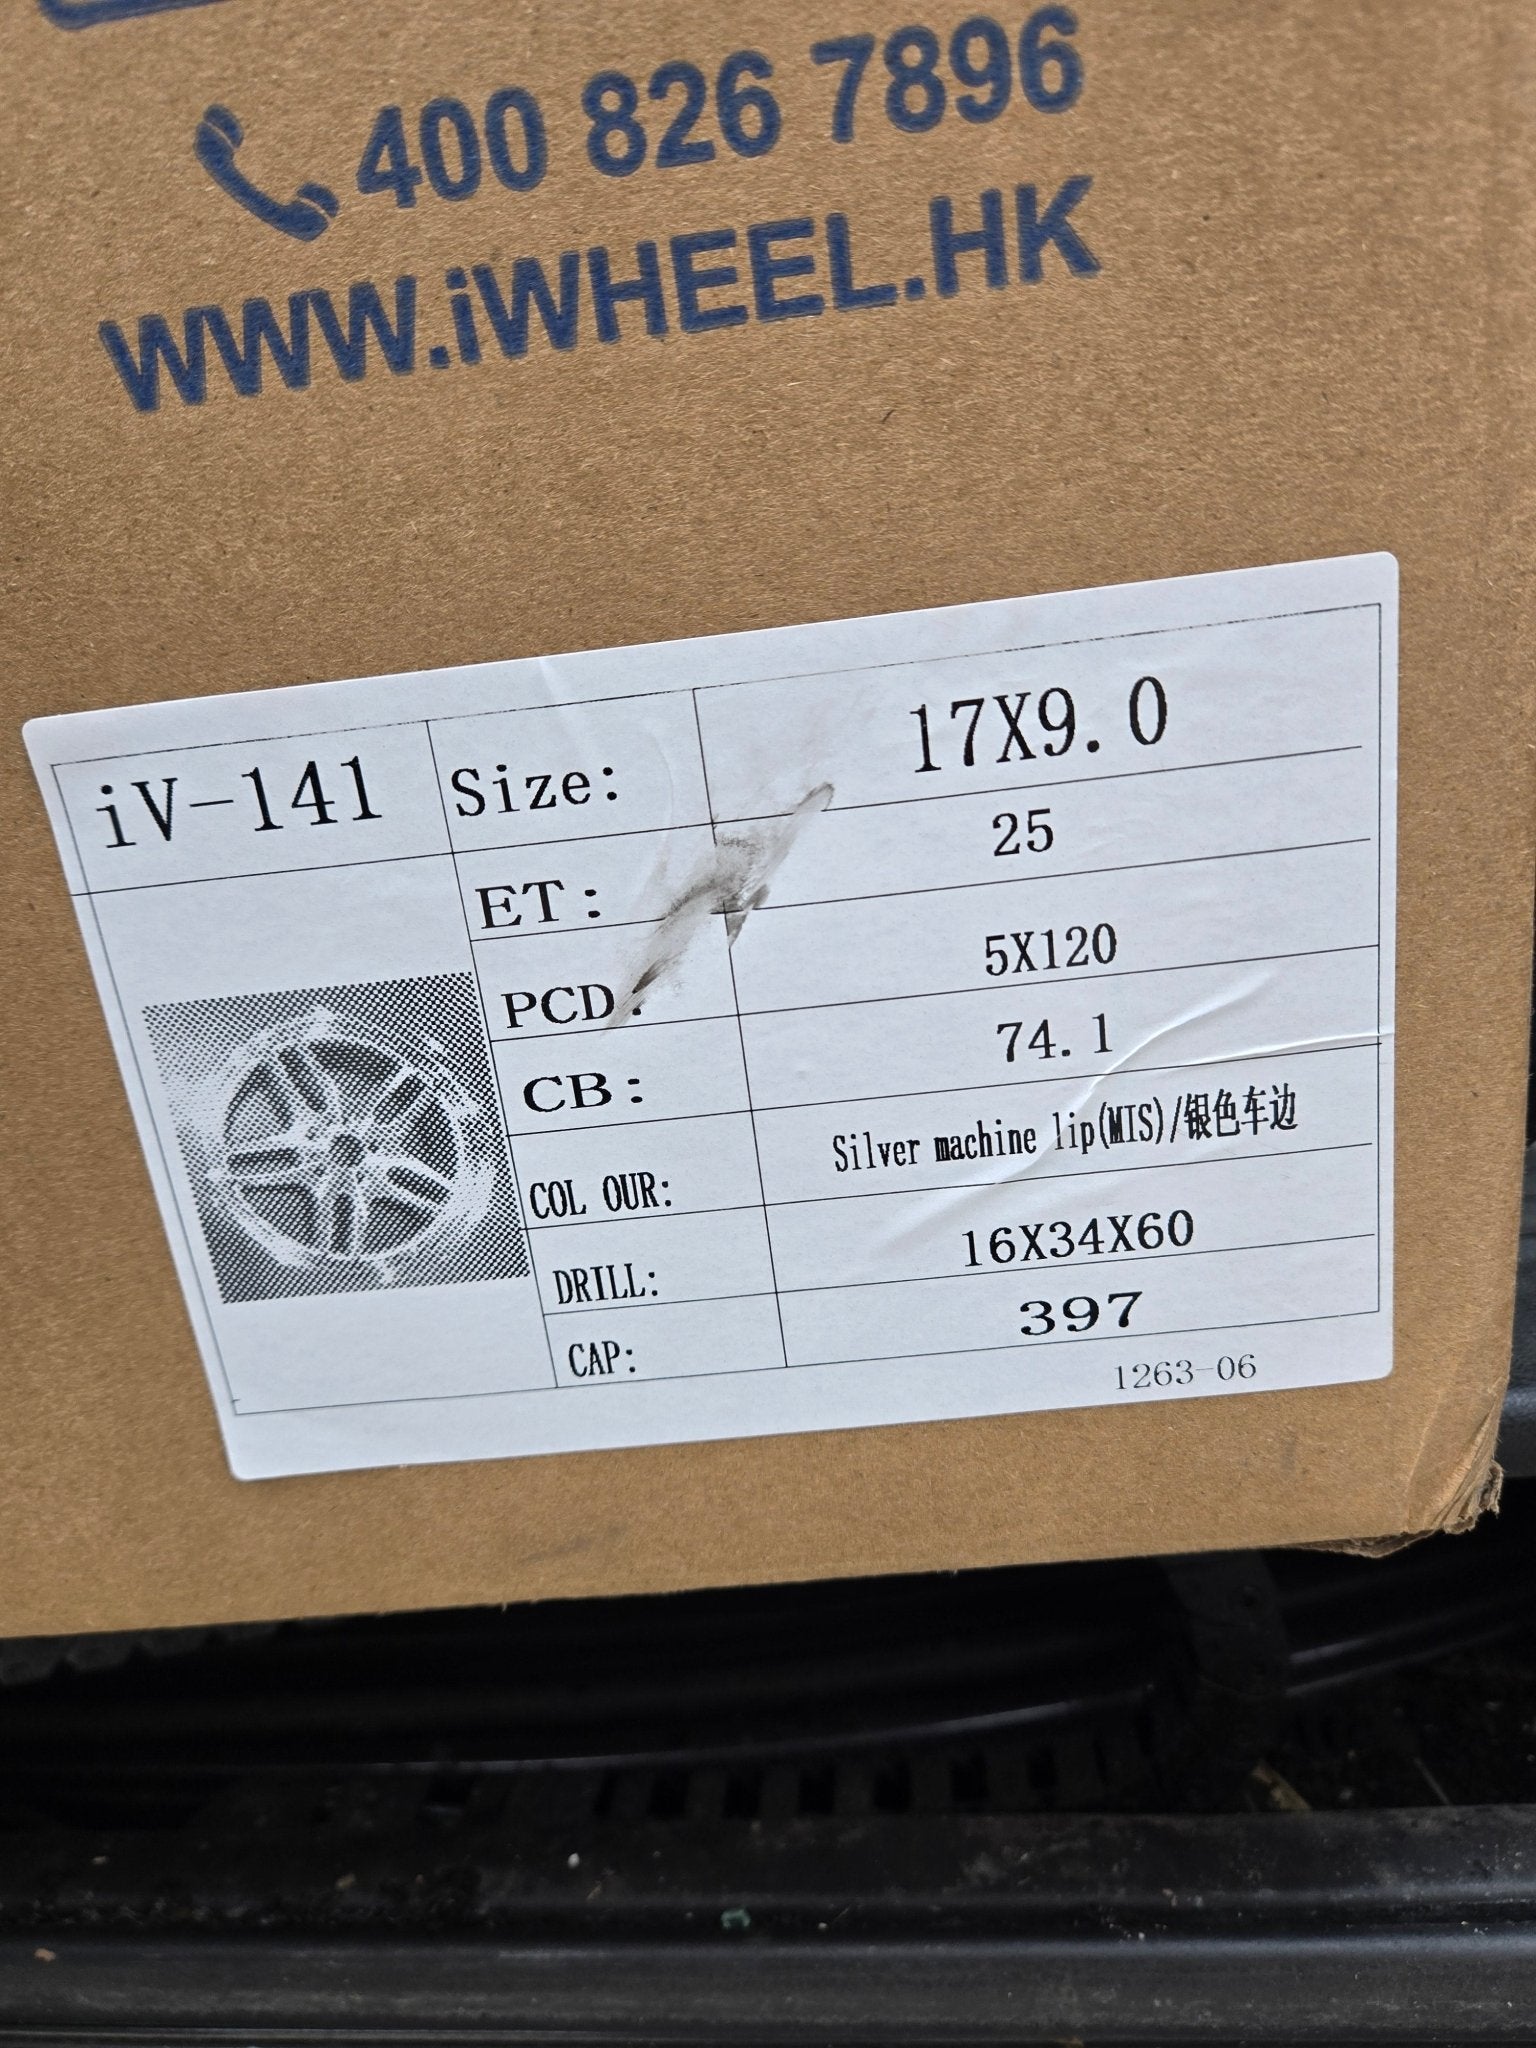 400 826 7896
WWW.iWHEEL.HK
iV-141 Size: 17X9.0
ET: 25
PCD: 5X120
CB: 74.1
COL OUR: Silver machine lip(MIS)/银色车边
DRILL: 16X34X60
CAP: 397
1263-06